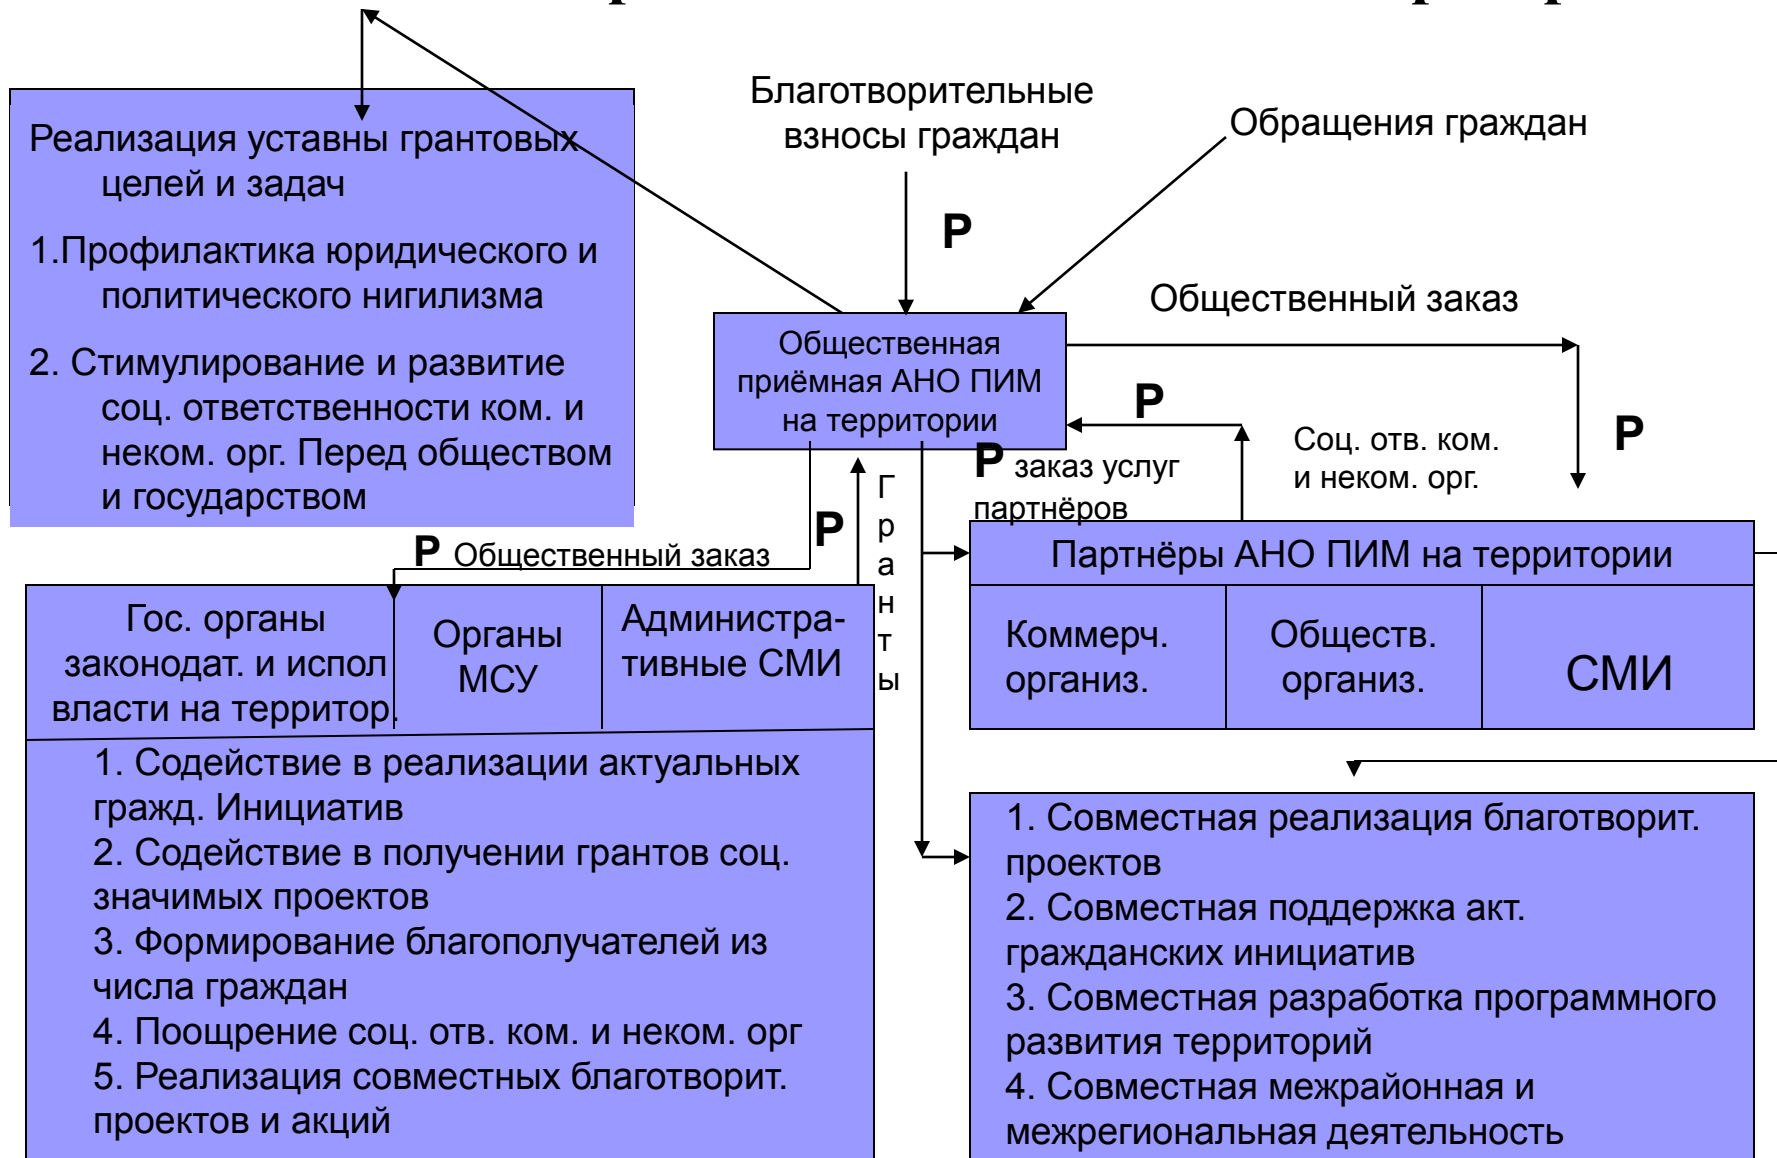 Благотворительные
взносы граждан
Обращения граждан
Реализация уставны грантовых
целей и задач
1.Профилактика юридического и
политического нигилизма
2. Стимулирование и развитие
соц. ответственности ком. и
неком. орг. Перед обществом
и государством
Р
Общественный заказ
Общественная
приёмная АНО ПИМ
на территории
Р
Р
Соц. отв. ком.
и неком. орг.
Р заказ услуг
партнёров
Гранты
Р
Р Общественный заказ
Партнёры АНО ПИМ на территории
Коммерч.
организ.
Обществ.
организ.
СМИ
Гос. органы
законодат. и испол
власти на территор.
Органы
МСУ
Администра-
тивные СМИ
1. Содействие в реализации актуальных
гражд. Инициатив
2. Содействие в получении грантов соц.
значимых проектов
3. Формирование благополучателей из
числа граждан
4. Поощрение соц. отв. ком. и неком. орг
5. Реализация совместных благотворит.
проектов и акций
1. Совместная реализация благотворит.
проектов
2. Совместная поддержка акт.
гражданских инициатив
3. Совместная разработка программного
развития территорий
4. Совместная межрайонная и
межрегиональная деятельность